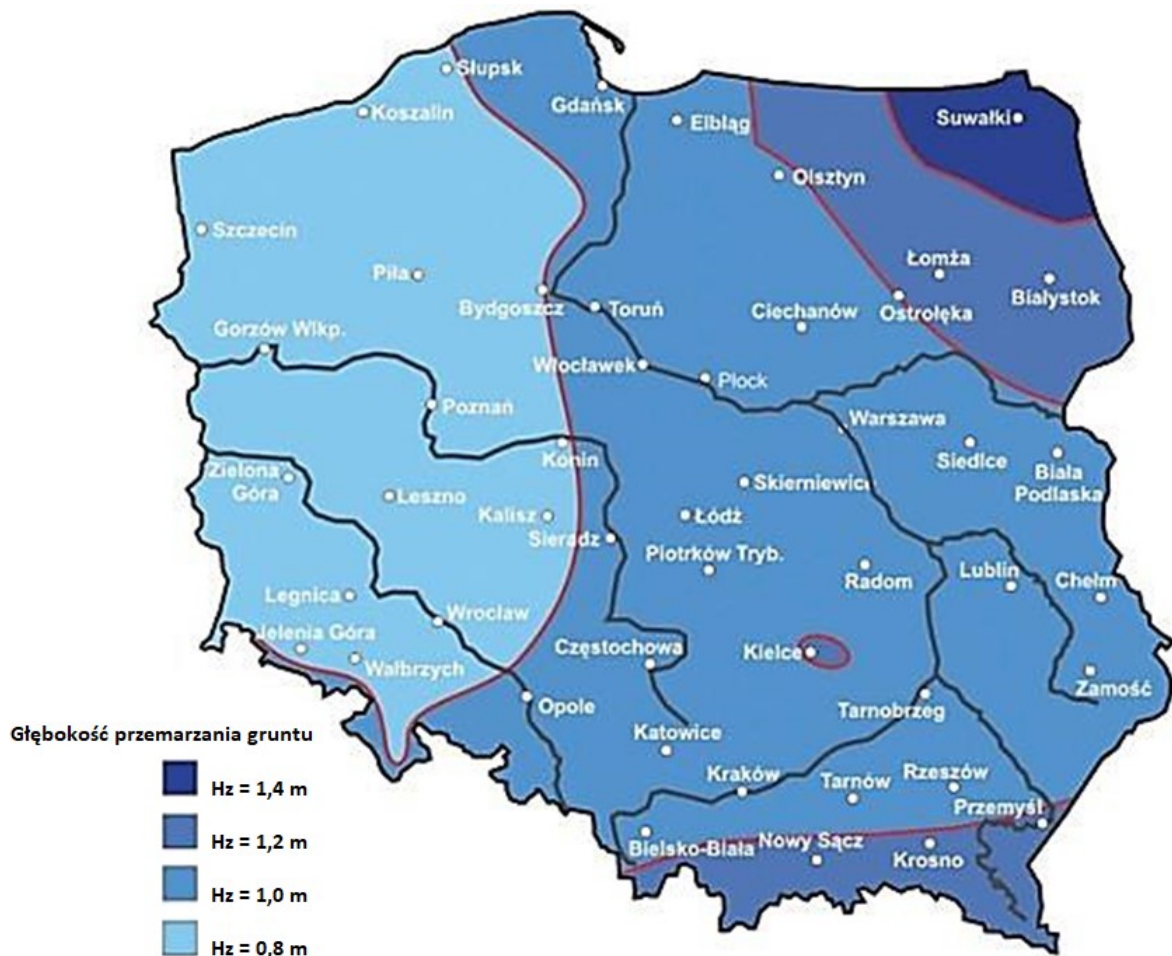 Słupsk
Koszalin
Gdańsk
Elbląg
Suwałki
Olsztyn
Szczecin
Piła
Łomża
Białystok
Bydgoszcz
Toruń
Ciechanów
Ostrołęka
Gorzów Wlkp.
Włocławek
Płock
Poznań
Warszawa
Konin
Siedlce
Biała
Podlaska
Zielona
Góra
Leszno
Skierniewice
Kalisz
Łódź
Sieradz
Piotrków Tryb.
Radom
Lublin
Chełm
Legnica
Wrocław
Jelenia Góra
Wałbrzych
Częstochowa
Kielce
Zamość
Opole
Tarnobrzeg
Katowice
Kraków
Tarnów
Rzeszów
Przemyśl
Bielsko-Biała
Nowy Sącz
Krosno
Głębokość przemarzania gruntu
Hz = 1,4 m
Hz = 1,2 m
Hz = 1,0 m
Hz = 0,8 m